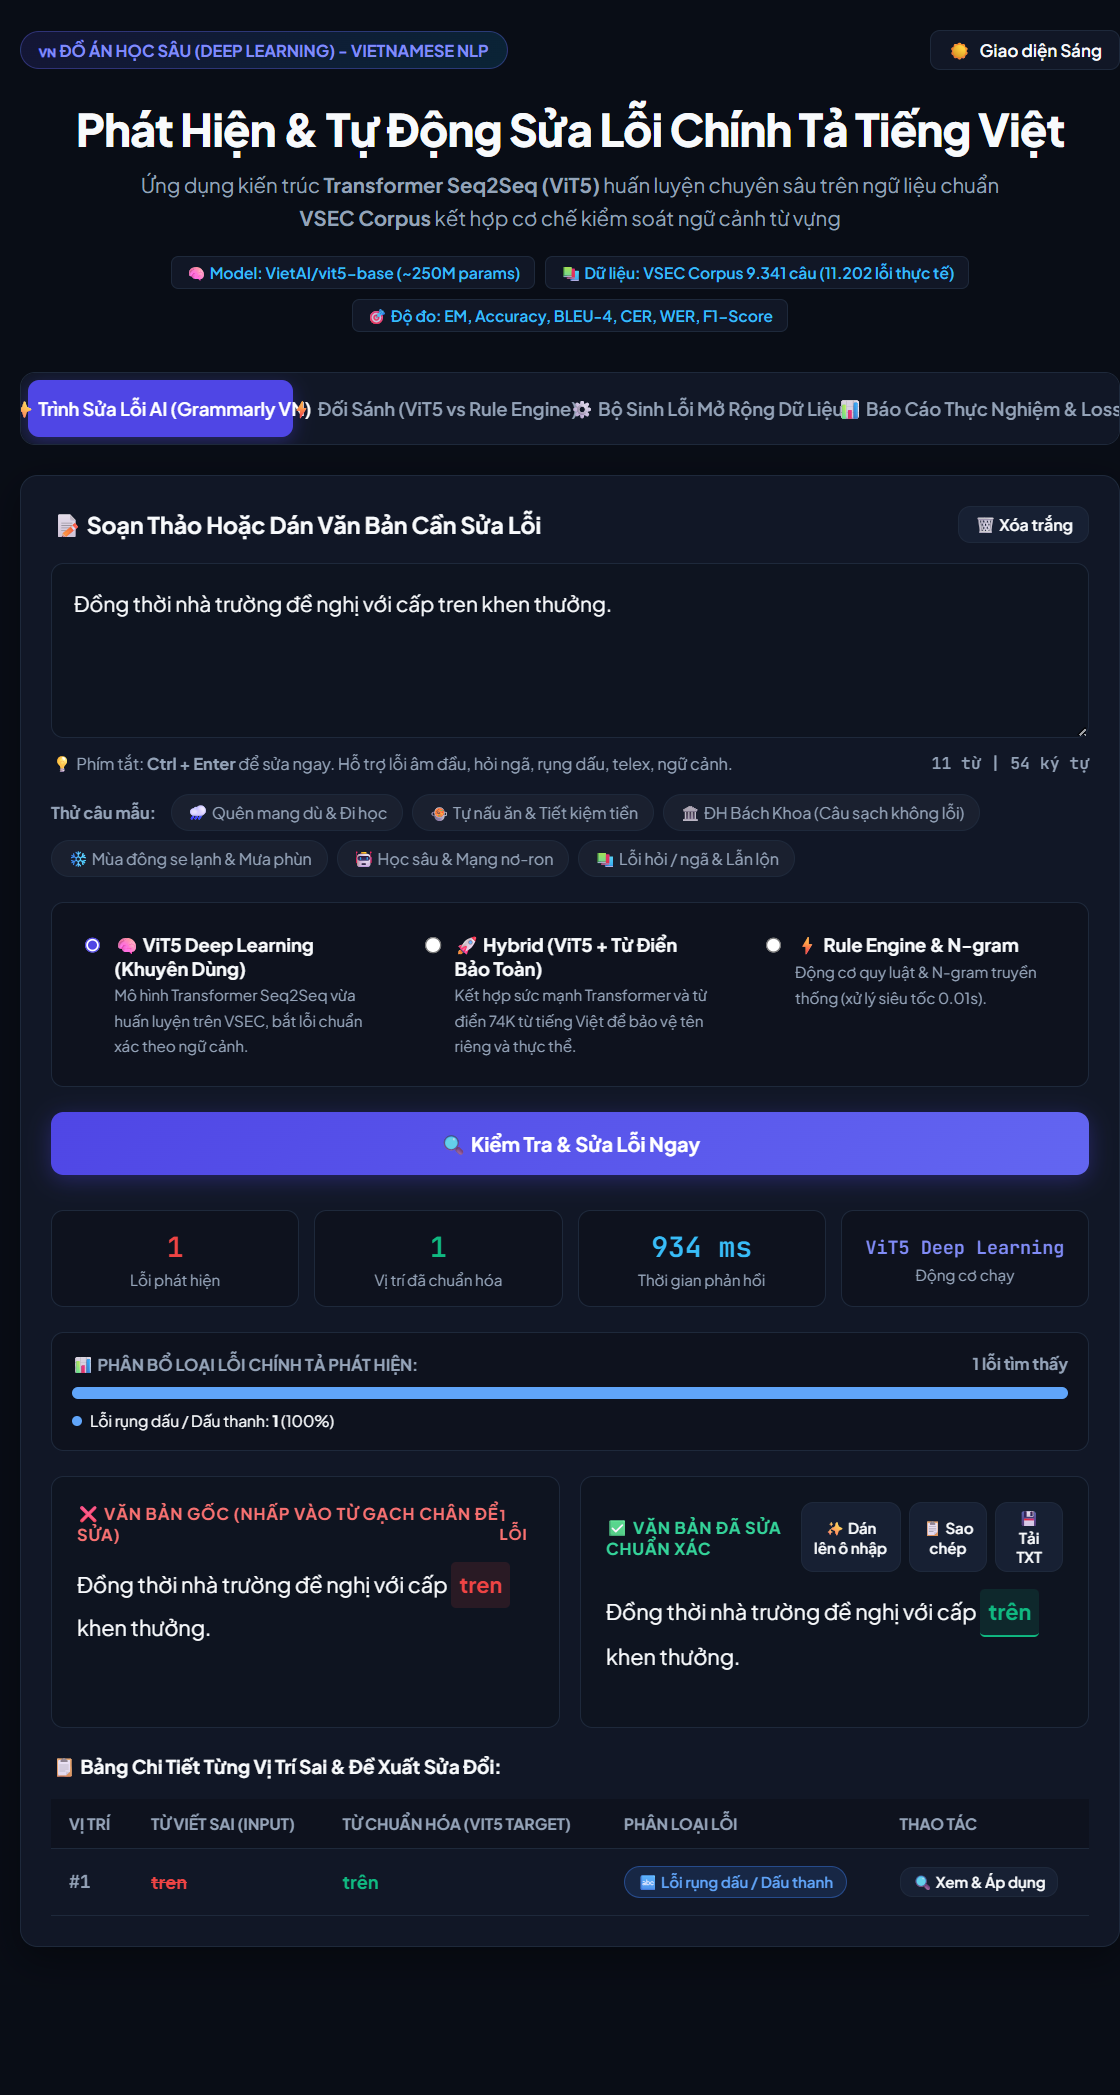 VN ĐỒ ÁN HỌC SÂU (DEEP LEARNING) - VIETNAMESE NLP
Giao diện Sáng
Phát Hiện & Tự Động Sửa Lỗi Chính Tả Tiếng Việt
Ứng dụng kiến trúc Transformer Seq2Seq (ViT5) huấn luyện chuyên sâu trên ngữ liệu chuẩn
VSEC Corpus kết hợp cơ chế kiểm soát ngữ cảnh từ vựng
Model: VietAI/vit5-base (~250M params)
Dữ liệu: VSEC Corpus 9.341 câu (11.202 lỗi thực tế)
Độ đo: EM, Accuracy, BLEU-4, CER, WER, F1-Score
Trình Sửa Lỗi AI (Grammarly VN)
Đối Sánh (ViT5 vs Rule Engine)
Bộ Sinh Lỗi Mở Rộng Dữ Liệu
Báo Cáo Thực Nghiệm & Loss
Soạn Thảo Hoặc Dán Văn Bản Cần Sửa Lỗi
Xóa trắng
Đồng thời nhà trường đề nghị với cấp tren khen thưởng.
Phím tắt: Ctrl + Enter để sửa ngay. Hỗ trợ lỗi âm đầu, hỏi ngã, rụng dấu, telex, ngữ cảnh.
11 từ | 54 ký tự
Thử câu mẫu:
Quên mang dù & Đi học
Tự nấu ăn & Tiết kiệm tiền
ĐH Bách Khoa (Câu sạch không lỗi)
Mùa đông se lạnh & Mưa phùn
Học sâu & Mạng nơ-ron
Lỗi hỏi / ngã & Lẫn lộn
ViT5 Deep Learning
(Khuyên Dùng)
Mô hình Transformer Seq2Seq vừa
huấn luyện trên VSEC, bắt lỗi chuẩn
xác theo ngữ cảnh.
Hybrid (ViT5 + Từ Điển
Bảo Toàn)
Kết hợp sức mạnh Transformer và từ
điển 74K từ tiếng Việt để bảo vệ tên
riêng và thực thể.
Rule Engine & N-gram
Động cơ quy luật & N-gram truyền
thống (xử lý siêu tốc 0.01s).
Kiểm Tra & Sửa Lỗi Ngay
1
Lỗi phát hiện
1
Vị trí đã chuẩn hóa
934 ms
Thời gian phản hồi
ViT5 Deep Learning
Động cơ chạy
PHÂN BỔ LOẠI LỖI CHÍNH TẢ PHÁT HIỆN:
1 lỗi tìm thấy
Lỗi rụng dấu / Dấu thanh: 1 (100%)
VĂN BẢN GỐC (NHẤP VÀO TỪ GẠCH CHÂN ĐỂ
SỬA)
1
LỖI
Đồng thời nhà trường đề nghị với cấp tren
khen thưởng.
VĂN BẢN ĐÃ SỬA
CHUẨN XÁC
Dán
lên ô nhập
Sao
chép
Tải
TXT
Đồng thời nhà trường đề nghị với cấp trên
khen thưởng.
Bảng Chi Tiết Từng Vị Trí Sai & Đề Xuất Sửa Đổi:
VỊ TRÍ
TỪ VIẾT SAI (INPUT)
TỪ CHUẨN HÓA (VIT5 TARGET)
PHÂN LOẠI LỖI
THAO TÁC
#1
tren
trên
abc Lỗi rụng dấu / Dấu thanh
Xem & Áp dụng